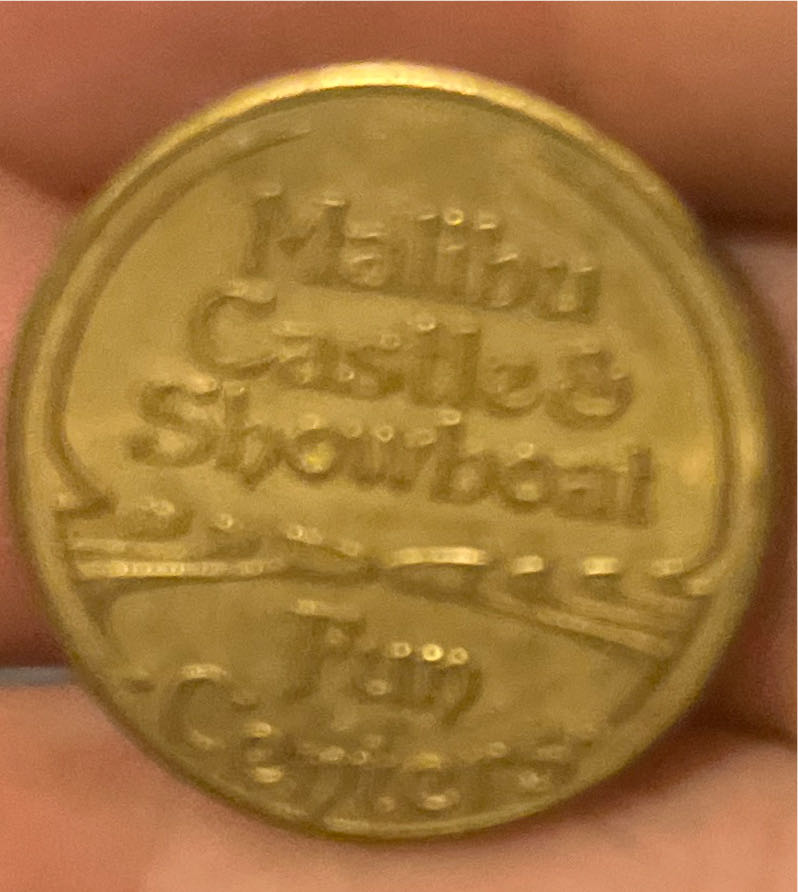 Malibu
Castle &
Showboat
Fun
Centers